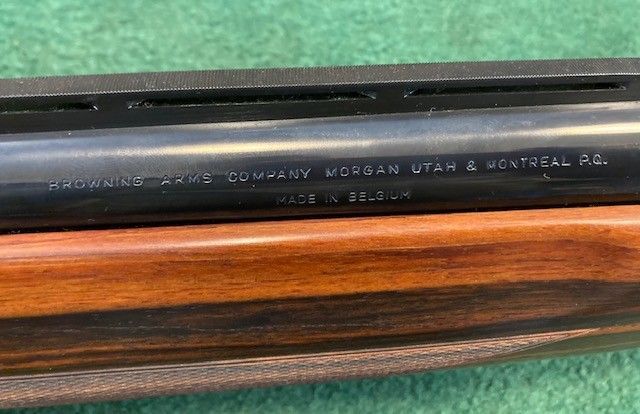 BROWNING ARMS COMPANY MORGAN UTAH & MONTREAL P.Q.
MADE IN BELGIUM